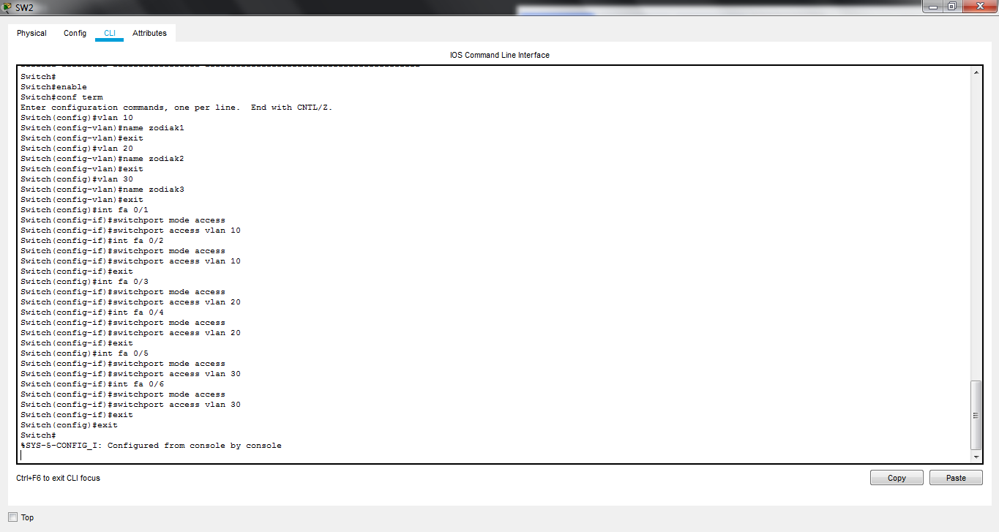 SW2
Physical Config CLI Attributes
IOS Command Line Interface
Switch#
Switch#enable
Switch#conf term
Enter configuration commands, one per line.  End with CNTL/Z.
Switch(config)#vlan 10
Switch(config-vlan)#name zodiak1
Switch(config-vlan)#exit
Switch(config)#vlan 20
Switch(config-vlan)#name zodiak2
Switch(config-vlan)#exit
Switch(config)#vlan 30
Switch(config-vlan)#name zodiak3
Switch(config-vlan)#exit
Switch(config)#int fa 0/1
Switch(config-if)#switchport mode access
Switch(config-if)#switchport access vlan 10
Switch(config-if)#int fa 0/2
Switch(config-if)#switchport mode access
Switch(config-if)#switchport access vlan 10
Switch(config-if)#exit
Switch(config)#int fa 0/3
Switch(config-if)#switchport mode access
Switch(config-if)#switchport access vlan 20
Switch(config-if)#int fa 0/4
Switch(config-if)#switchport mode access
Switch(config-if)#switchport access vlan 20
Switch(config-if)#exit
Switch(config)#int fa 0/5
Switch(config-if)#switchport mode access
Switch(config-if)#switchport access vlan 30
Switch(config-if)#int fa 0/6
Switch(config-if)#switchport mode access
Switch(config-if)#switchport access vlan 30
Switch(config-if)#exit
Switch(config)#exit
Switch#
%SYS-5-CONFIG_I: Configured from console by console
Ctrl+F6 to exit CLI focus
Copy Paste
Top